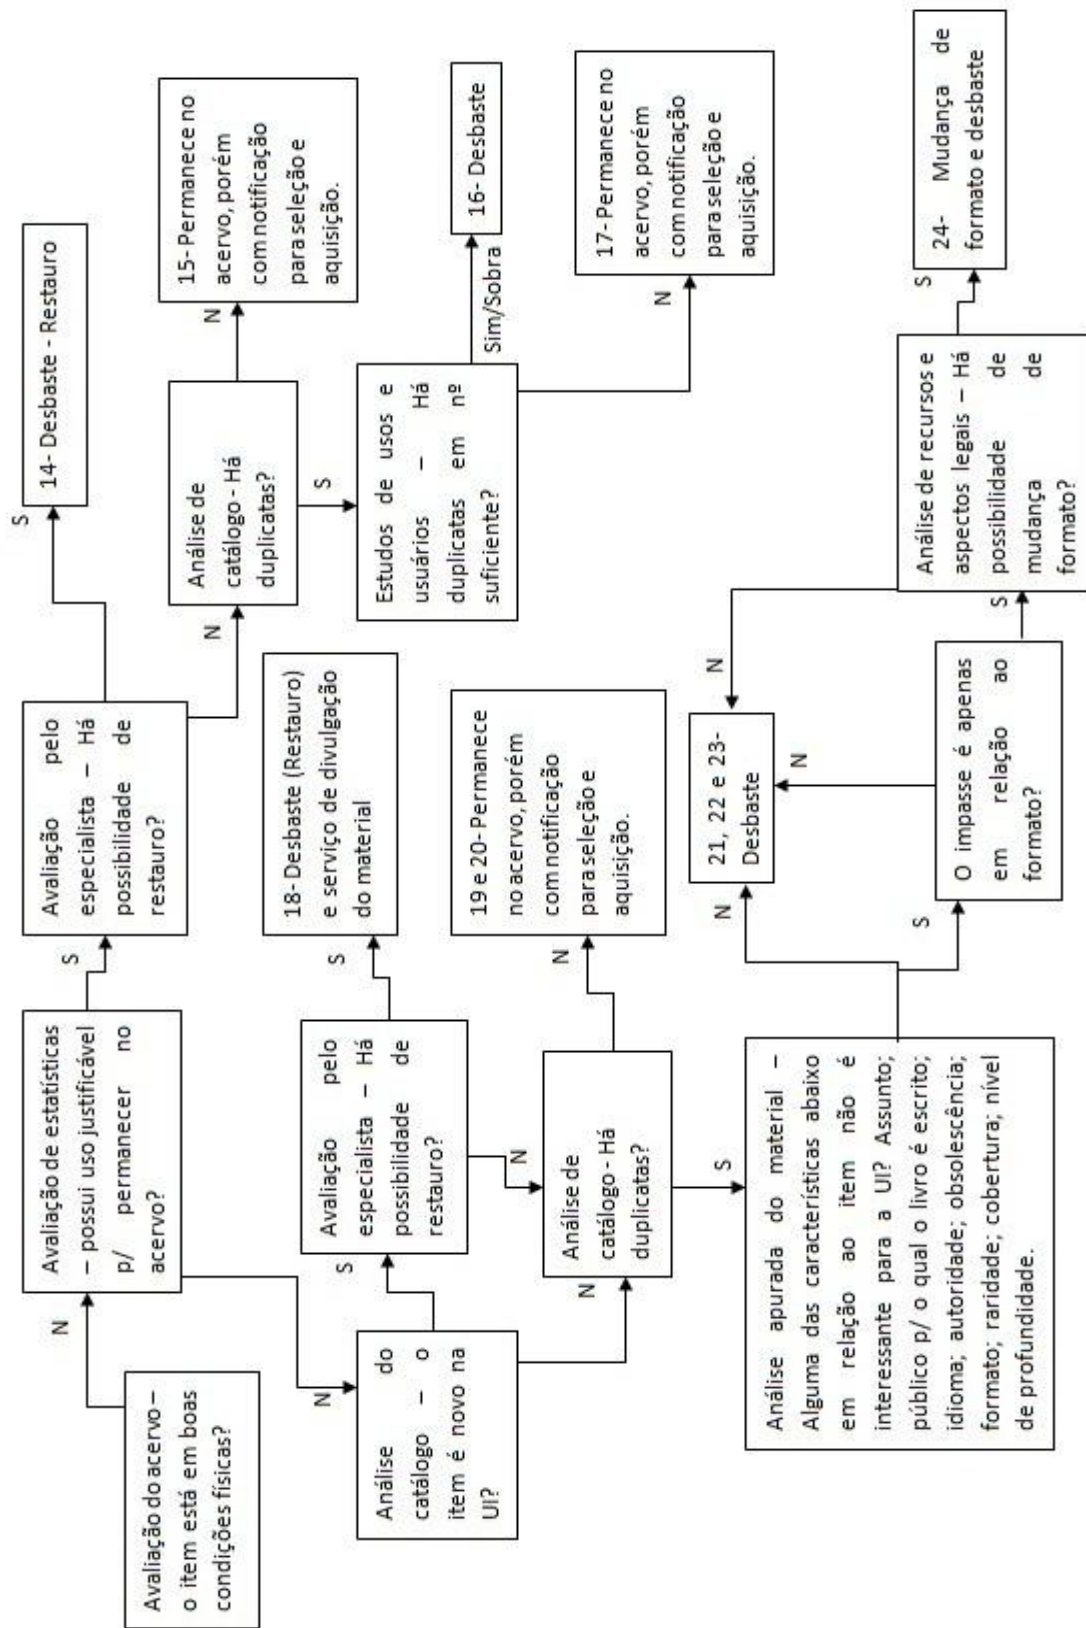 Avaliação do acervo–
o item está em boas
condições físicas?
N
Avaliação de estatísticas
– possui uso justificável
p/ permanecer no
acervo?
S
Avaliação pelo
especialista – Há
possibilidade de
restauro?
S
14- Desbaste - Restauro
N
Análise de
catálogo - Há
duplicatas?
N
15- Permanece no
acervo, porém
com notificação
para seleção e
aquisição.
S
Estudos de usos e
usuários – Há
duplicatas em nº
suficiente?
Sim/Sobra
16- Desbaste
N
17- Permanece no
acervo, porém
com notificação
para seleção e
aquisição.
N
Análise do
catálogo – o
item é novo na
UI?
S
Avaliação pelo
especialista – Há
possibilidade de
restauro?
S
18- Desbaste (Restauro)
e serviço de divulgação
do material
N
N
Análise de
catálogo - Há
duplicatas?
N
19 e 20- Permanece
no acervo, porém
com notificação
para seleção e
aquisição.
S
Análise apurada do material –
Alguma das características abaixo
em relação ao item não é
interessante para a UI? Assunto;
público p/ o qual o livro é escrito;
idioma; autoridade; obsolescência;
formato; raridade; cobertura; nível
de profundidade.
N
21, 22 e 23-
Desbaste
S
O impasse é apenas
em relação ao
formato?
N
S
Análise de recursos e
aspectos legais – Há
possibilidade de
mudança de
formato?
N
S
24- Mudança de
formato e desbaste